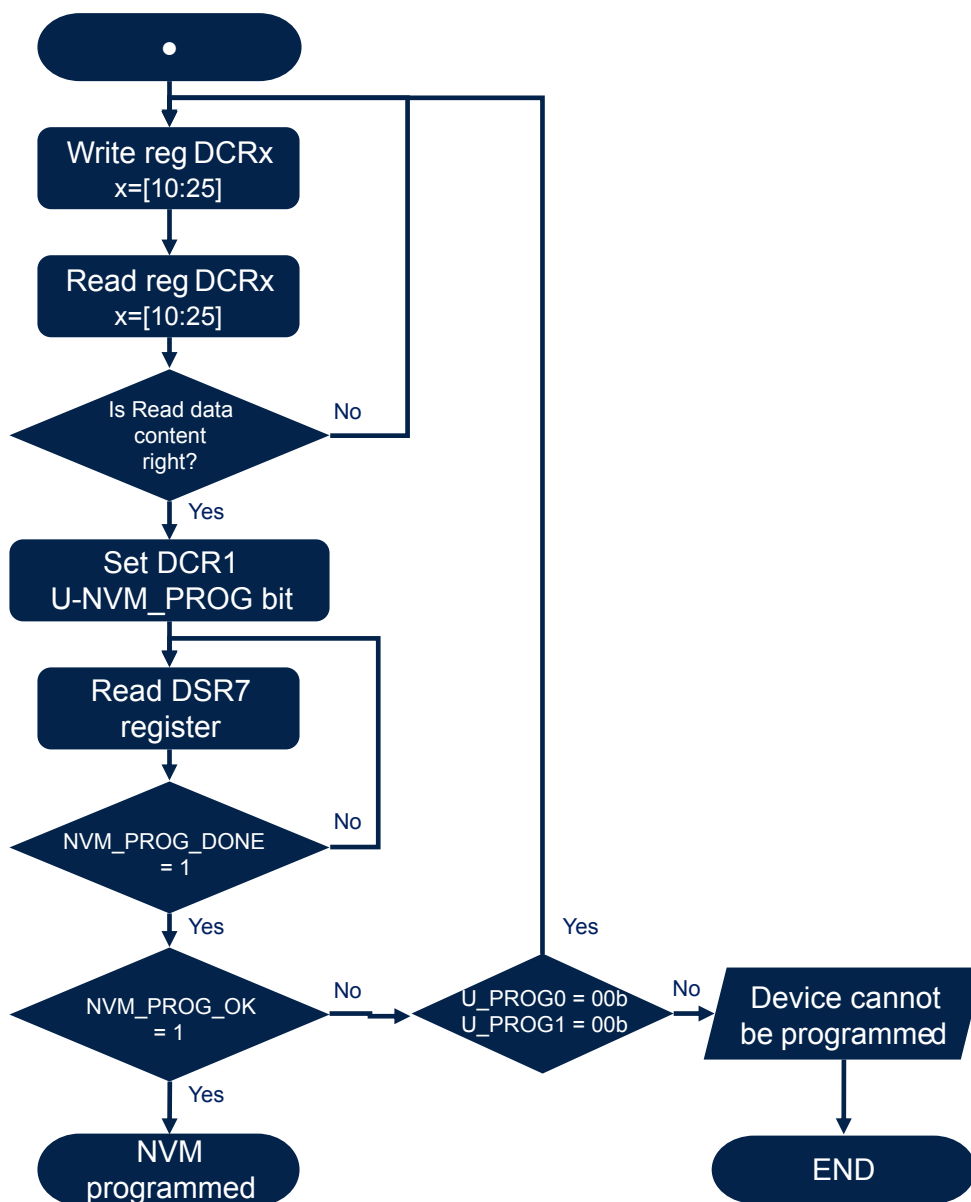 Write reg DCRx
x=[10:25]
Read reg DCRx
x=[10:25]
Is Read data
content
right?
No
Yes
Set DCR1
U-NVM_PROG bit
Read DSR7
register
NVM_PROG_DONE
= 1
No
Yes
NVM_PROG_OK
= 1
No
Yes
U_PROG0 = 00b
U_PROG1 = 00b
Yes
No
Device cannot
be programmed
NVM
programmed
END